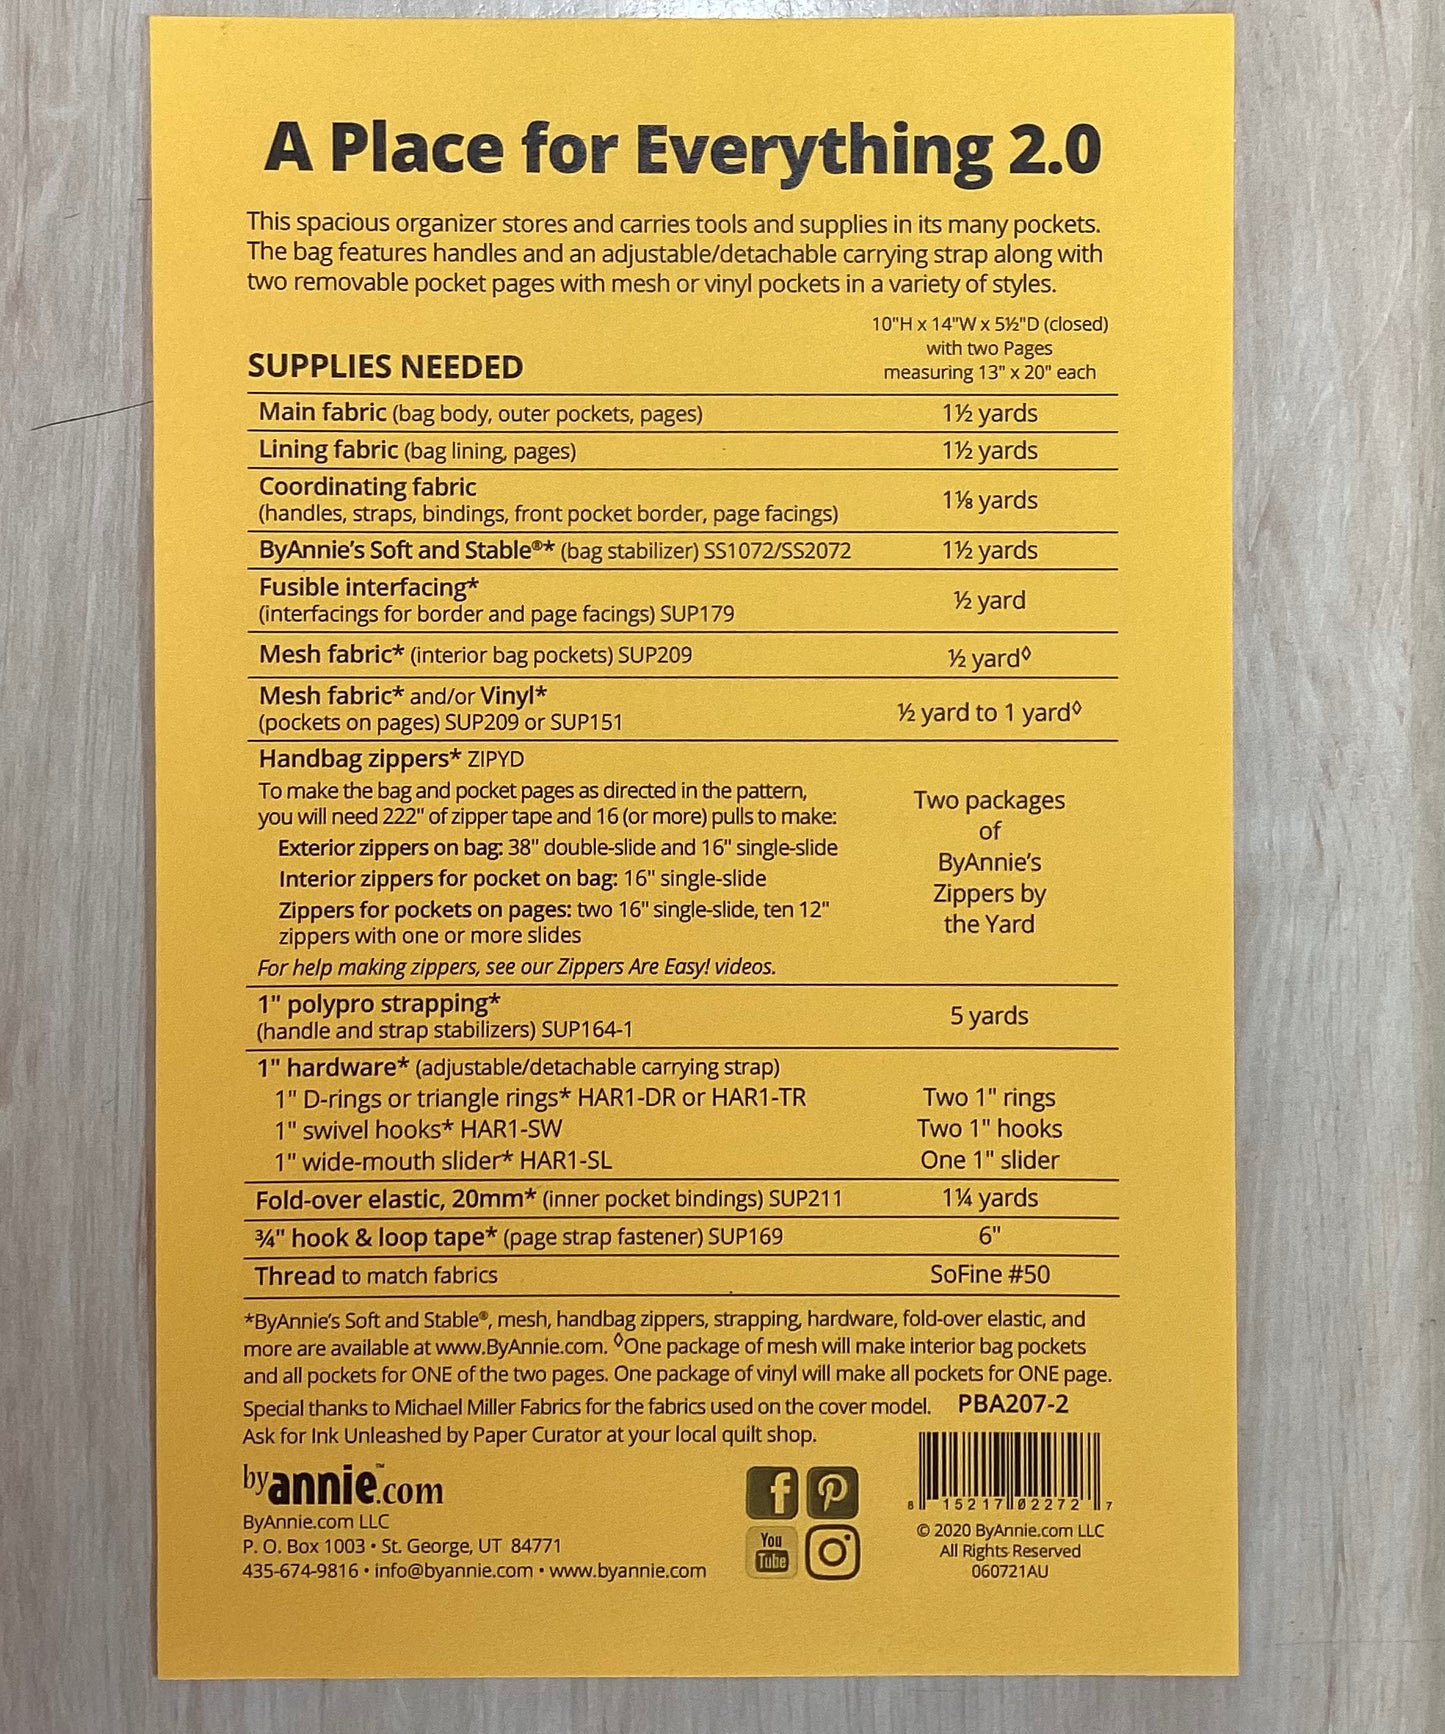 A Place for Everything 2.0
This spacious organizer stores and carries tools and supplies in its many pockets.
The bag features handles and an adjustable/detachable carrying strap along with
two removable pocket pages with mesh or vinyl pockets in a variety of styles.
10"H x 14"W x 5½"D (closed)
with two Pages
measuring 13" x 20" each
SUPPLIES NEEDED
Main fabric (bag body, outer pockets, pages) 1½ yards
Lining fabric (bag lining, pages) 1½ yards
Coordinating fabric
(handles, straps, bindings, front pocket border, page facings) 1⅛ yards
ByAnnie's Soft and Stable®* (bag stabilizer) SS1072/SS2072 1½ yards
Fusible interfacing*
(interfacings for border and page facings) SUP179 ½ yard
Mesh fabric* (interior bag pockets) SUP209 ½ yard◊
Mesh fabric* and/or Vinyl*
(pockets on pages) SUP209 or SUP151 ½ yard to 1 yard◊
Handbag zippers* ZIPYD
To make the bag and pocket pages as directed in the pattern,
you will need 222" of zipper tape and 16 (or more) pulls to make:
Exterior zippers on bag: 38" double-slide and 16" single-slide
Interior zippers for pocket on bag: 16" single-slide
Zippers for pockets on pages: two 16" single-slide, ten 12"
zippers with one or more slides
For help making zippers, see our Zippers Are Easy! videos.
Two packages
of
ByAnnie's
Zippers by
the Yard
1" polypro strapping*
(handle and strap stabilizers) SUP164-1 5 yards
1" hardware* (adjustable/detachable carrying strap)
1" D-rings or triangle rings* HAR1-DR or HAR1-TR Two 1" rings
1" swivel hooks* HAR1-SW Two 1" hooks
1" wide-mouth slider* HAR1-SL One 1" slider
Fold-over elastic, 20mm* (inner pocket bindings) SUP211 1¼ yards
¾" hook & loop tape* (page strap fastener) SUP169 6"
Thread to match fabrics SoFine #50
*ByAnnie's Soft and Stable®, mesh, handbag zippers, strapping, hardware, fold-over elastic, and
more are available at www.ByAnnie.com. ◊One package of mesh will make interior bag pockets
and all pockets for ONE of the two pages. One package of vinyl will make all pockets for ONE page.
Special thanks to Michael Miller Fabrics for the fabrics used on the cover model. PBA207-2
Ask for Ink Unleashed by Paper Curator at your local quilt shop.
byannie.com™
ByAnnie.com LLC
P. O. Box 1003 • St. George, UT 84771
435-674-9816 • info@byannie.com • www.byannie.com
You
Tube
8 15217 02272 7
© 2020 ByAnnie.com LLC
All Rights Reserved
060721AU